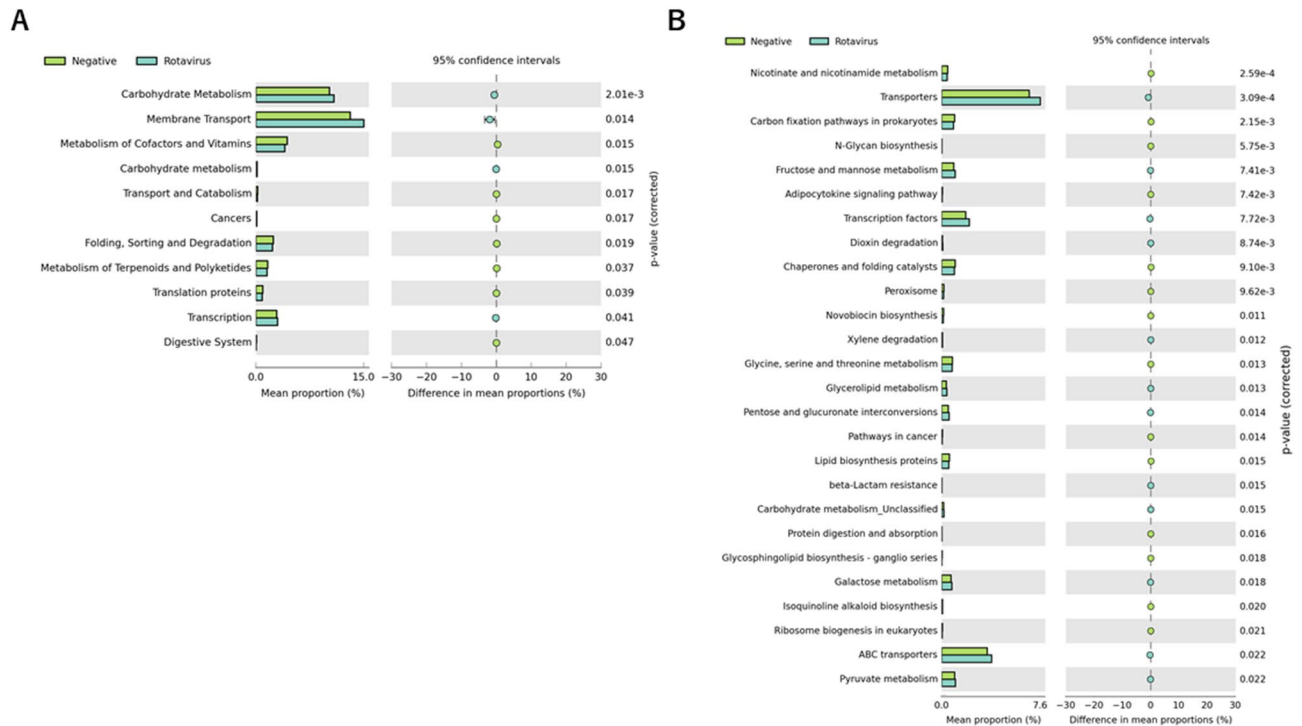 A
Negative Rotavirus
95% confidence intervals
Carbohydrate Metabolism 2.01e-3
Membrane Transport 0.014
Metabolism of Cofactors and Vitamins 0.015
Carbohydrate metabolism 0.015
Transport and Catabolism 0.017
Cancers 0.017
Folding, Sorting and Degradation 0.019
Metabolism of Terpenoids and Polyketides 0.037
Translation proteins 0.039
Transcription 0.041
Digestive System 0.047
p-value (corrected)
0.0 15.0 −30 −20 −10 0 10 20 30
Mean proportion (%) Difference in mean proportions (%)
B
Negative Rotavirus
95% confidence intervals
Nicotinate and nicotinamide metabolism 2.59e-4
Transporters 3.09e-4
Carbon fixation pathways in prokaryotes 2.15e-3
N-Glycan biosynthesis 5.75e-3
Fructose and mannose metabolism 7.41e-3
Adipocytokine signaling pathway 7.42e-3
Transcription factors 7.72e-3
Dioxin degradation 8.74e-3
Chaperones and folding catalysts 9.10e-3
Peroxisome 9.62e-3
Novobiocin biosynthesis 0.011
Xylene degradation 0.012
Glycine, serine and threonine metabolism 0.013
Glycerolipid metabolism 0.013
Pentose and glucuronate interconversions 0.014
Pathways in cancer 0.014
Lipid biosynthesis proteins 0.015
beta-Lactam resistance 0.015
Carbohydrate metabolism_Unclassified 0.015
Protein digestion and absorption 0.016
Glycosphingolipid biosynthesis - ganglio series 0.018
Galactose metabolism 0.018
Isoquinoline alkaloid biosynthesis 0.020
Ribosome biogenesis in eukaryotes 0.021
ABC transporters 0.022
Pyruvate metabolism 0.022
p-value (corrected)
0.0 7.6 −30 −20 −10 0 10 20 30
Mean proportion (%) Difference in mean proportions (%)